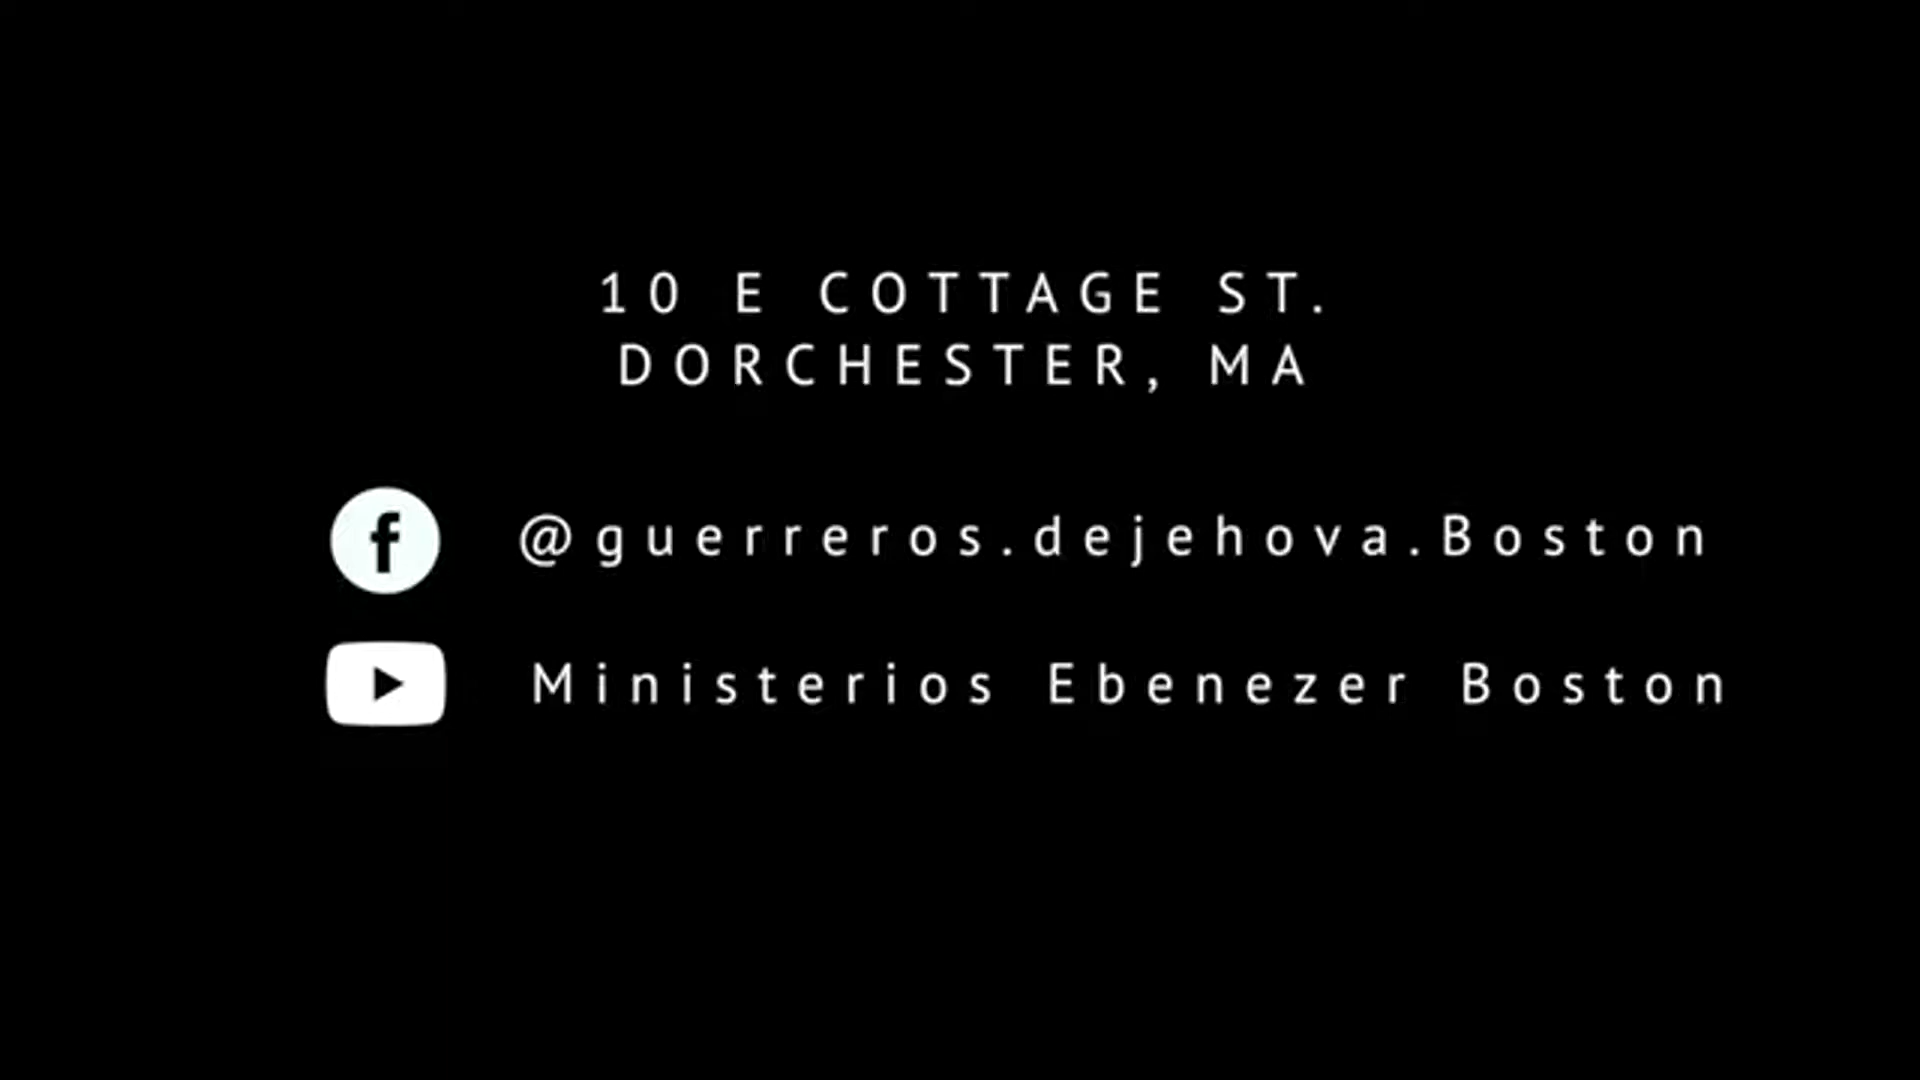 10 E COTTAGE ST.
DORCHESTER, MA
@guerreros.dejehova.Boston
Ministerios Ebenezer Boston